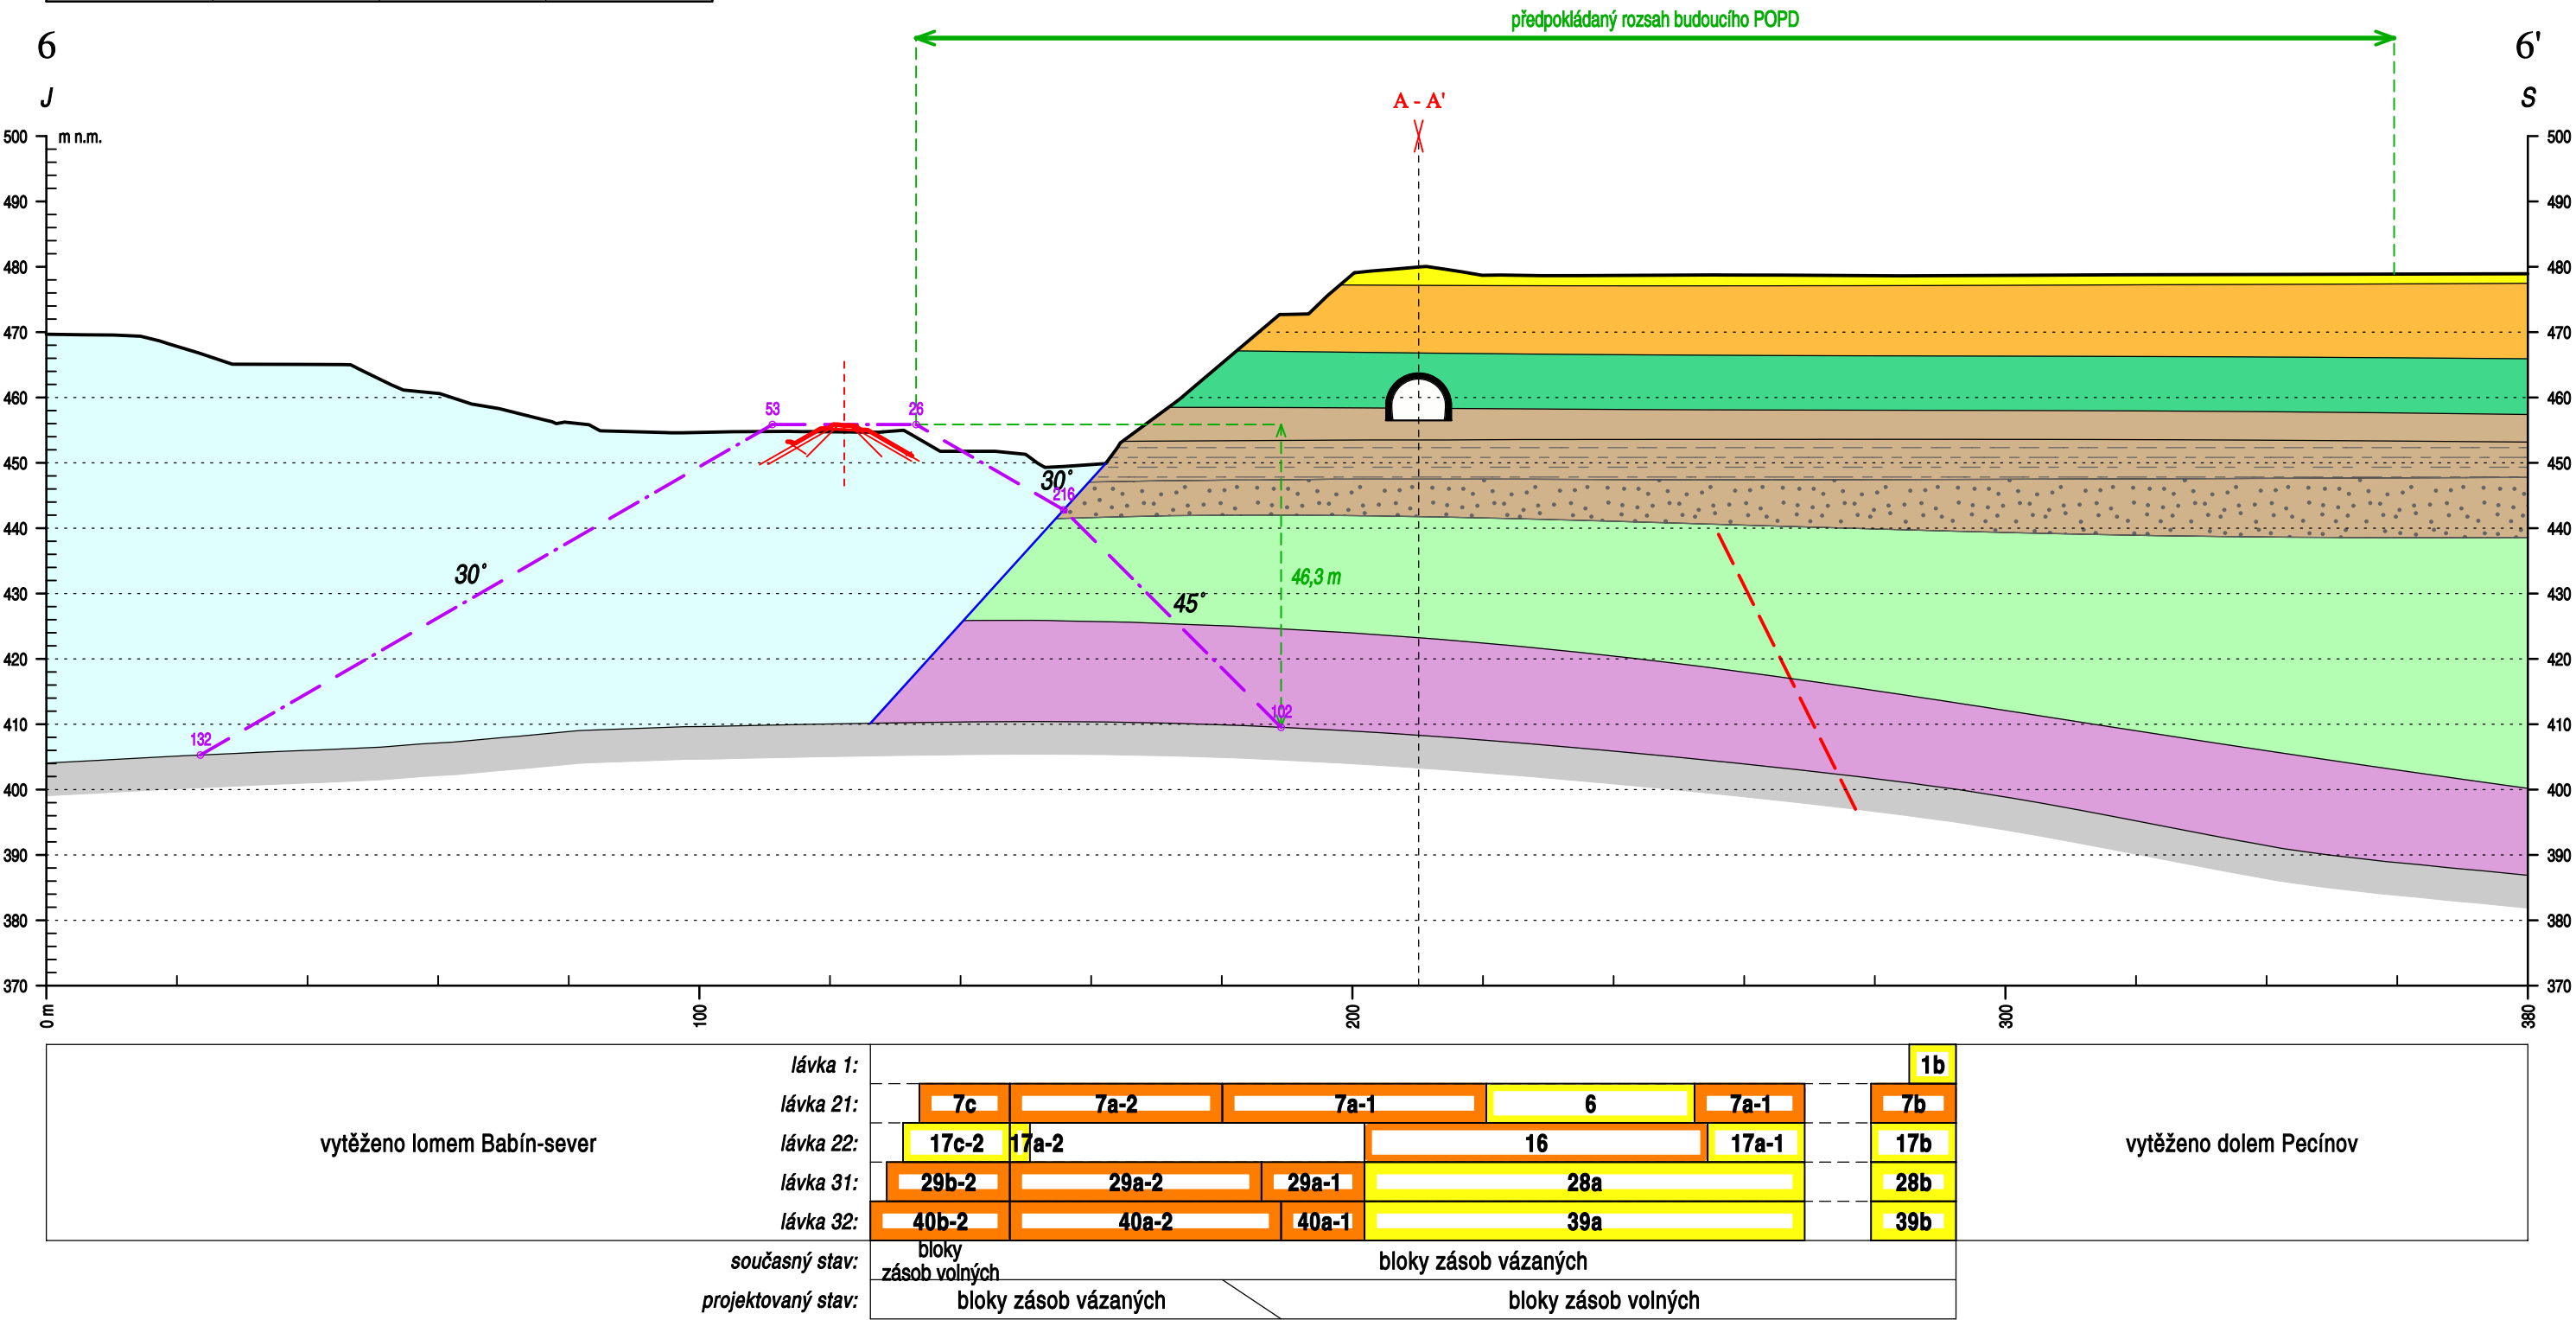 předpokládaný rozsah budoucího POPD
6 6'
J S
A - A'
500 m n.m. 500
490 490
480 480
470 470
460 460
53 26
450 450
30°
216
440 440
30°
46,3 m
430 430
45°
420 420
410 410
102
132
400 400
390 390
380 380
370 370
0 m 100 200 300 380
lávka 1: 1b
lávka 21: 7c 7a-2 7a-1 6 7a-1 7b
vytěženo lomem Babín-sever lávka 22: 17c-2 17a-2 16 17a-1 17b vytěženo dolem Pecínov
lávka 31: 29b-2 29a-2 29a-1 28a 28b
lávka 32: 40b-2 40a-2 40a-1 39a 39b
současný stav: bloky zásob volných bloky zásob vázaných
projektovaný stav: bloky zásob vázaných bloky zásob volných